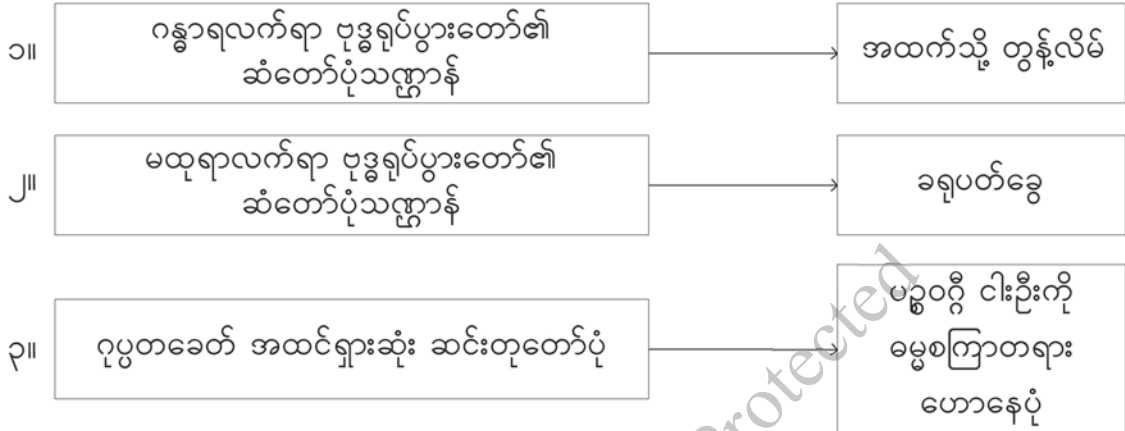 ၁။
ဂန္ဓာရလက်ရာ ဗုဒ္ဓရုပ်ပွားတော်၏
ဆံတော်ပုံသဏ္ဌာန်
အထက်သို့ တွန့်လိမ်
၂။
မထုရာလက်ရာ ဗုဒ္ဓရုပ်ပွားတော်၏
ဆံတော်ပုံသဏ္ဌာန်
ခရုပတ်ခွေ
၃။
ဂုပ္ပတခေတ် အထင်ရှားဆုံး ဆင်းတုတော်ပုံ
ပဉ္စဝဂ္ဂီ ငါးဦးကို
ဓမ္မစကြာတရား
ဟောနေပုံ
Protected